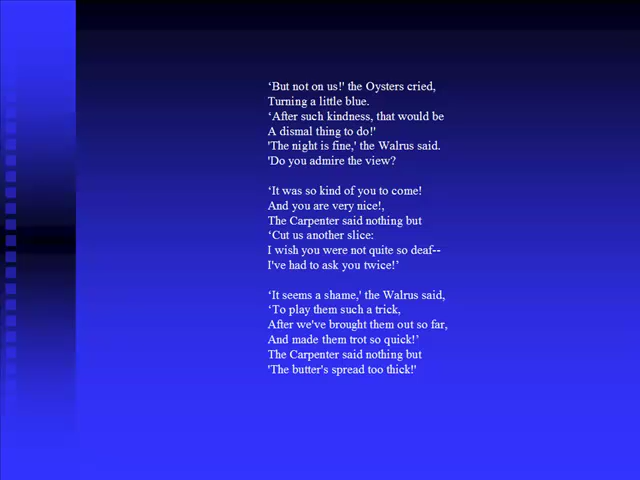 ‘But not on us!' the Oysters cried,
Turning a little blue.
‘After such kindness, that would be
A dismal thing to do!'
'The night is fine,' the Walrus said.
'Do you admire the view?
‘It was so kind of you to come!
And you are very nice!,
The Carpenter said nothing but
‘Cut us another slice:
I wish you were not quite so deaf--
I've had to ask you twice!’
‘It seems a shame,' the Walrus said,
‘To play them such a trick,
After we've brought them out so far,
And made them trot so quick!’
The Carpenter said nothing but
'The butter's spread too thick!'